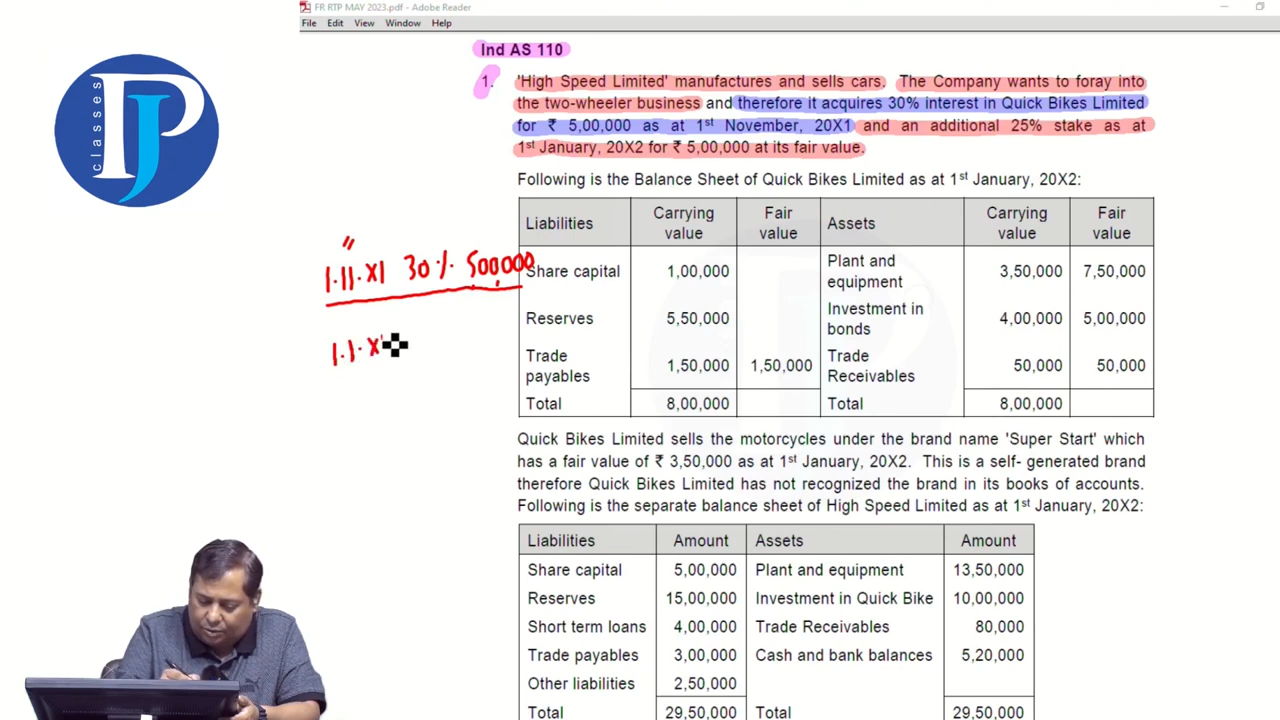 FR RTP MAY 2023.pdf - Adobe Reader
File Edit View Window Help
classes
PJ
Ind AS 110
1. 'High Speed Limited' manufactures and sells cars. The Company wants to foray into
the two-wheeler business and therefore it acquires 30% interest in Quick Bikes Limited
for ₹ 5,00,000 as at 1st November, 20X1 and an additional 25% stake as at
1st January, 20X2 for ₹ 5,00,000 at its fair value.
Following is the Balance Sheet of Quick Bikes Limited as at 1st January, 20X2:
Liabilities Carrying value Fair value Assets Carrying value Fair value
Share capital 1,00,000 Plant and equipment 3,50,000 7,50,000
Reserves 5,50,000 Investment in bonds 4,00,000 5,00,000
Trade payables 1,50,000 1,50,000 Trade Receivables 50,000 50,000
Total 8,00,000 Total 8,00,000
1.11.X1 30% 500000
1.1.X
Quick Bikes Limited sells the motorcycles under the brand name 'Super Start' which
has a fair value of ₹ 3,50,000 as at 1st January, 20X2. This is a self- generated brand
therefore Quick Bikes Limited has not recognized the brand in its books of accounts.
Following is the separate balance sheet of High Speed Limited as at 1st January, 20X2:
Liabilities Amount Assets Amount
Share capital 5,00,000 Plant and equipment 13,50,000
Reserves 15,00,000 Investment in Quick Bike 10,00,000
Short term loans 4,00,000 Trade Receivables 80,000
Trade payables 3,00,000 Cash and bank balances 5,20,000
Other liabilities 2,50,000
Total 29,50,000 Total 29,50,000